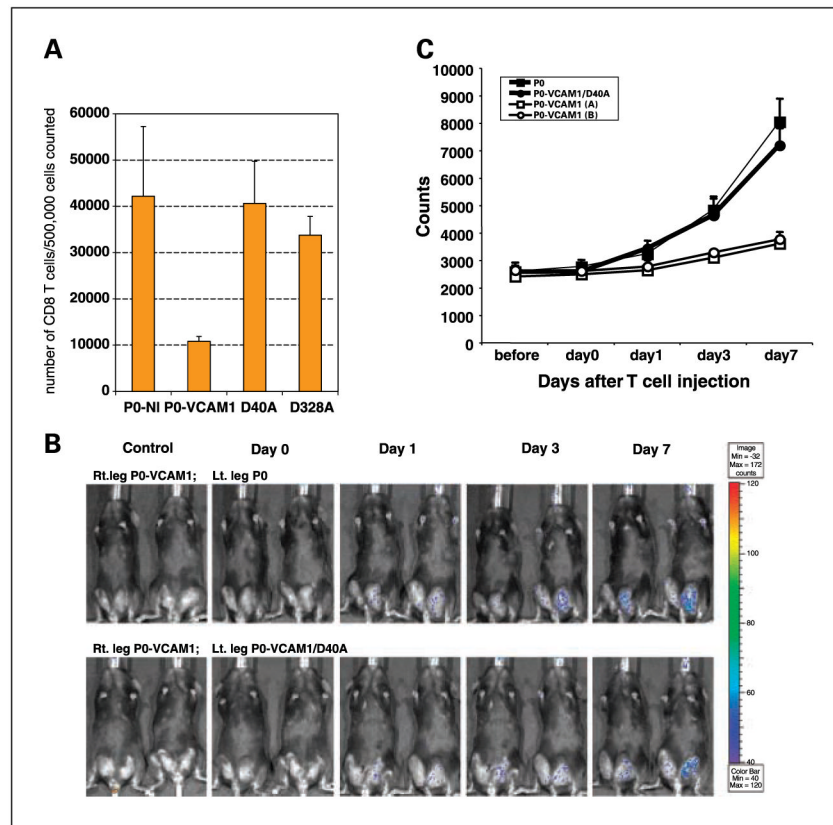 A
number of CD8 T cells/500,000 cells counted
60000
50000
40000
30000
20000
10000
0
P0-NI P0-VCAM1 D40A D328A
C
10000
9000
8000
7000
6000
5000
4000
3000
2000
1000
0
Counts
P0
P0-VCAM1/D40A
P0-VCAM1 (A)
P0-VCAM1 (B)
before day0 day1 day3 day7
Days after T cell injection
B
Control Day 0 Day 1 Day 3 Day 7
Rt.leg P0-VCAM1; Lt. leg P0
Rt. leg P0-VCAM1; Lt. leg P0-VCAM1/D40A
Image
Min = -32
Max = 172
counts
120
100
80
60
40
Color Bar
Min = 40
Max = 120